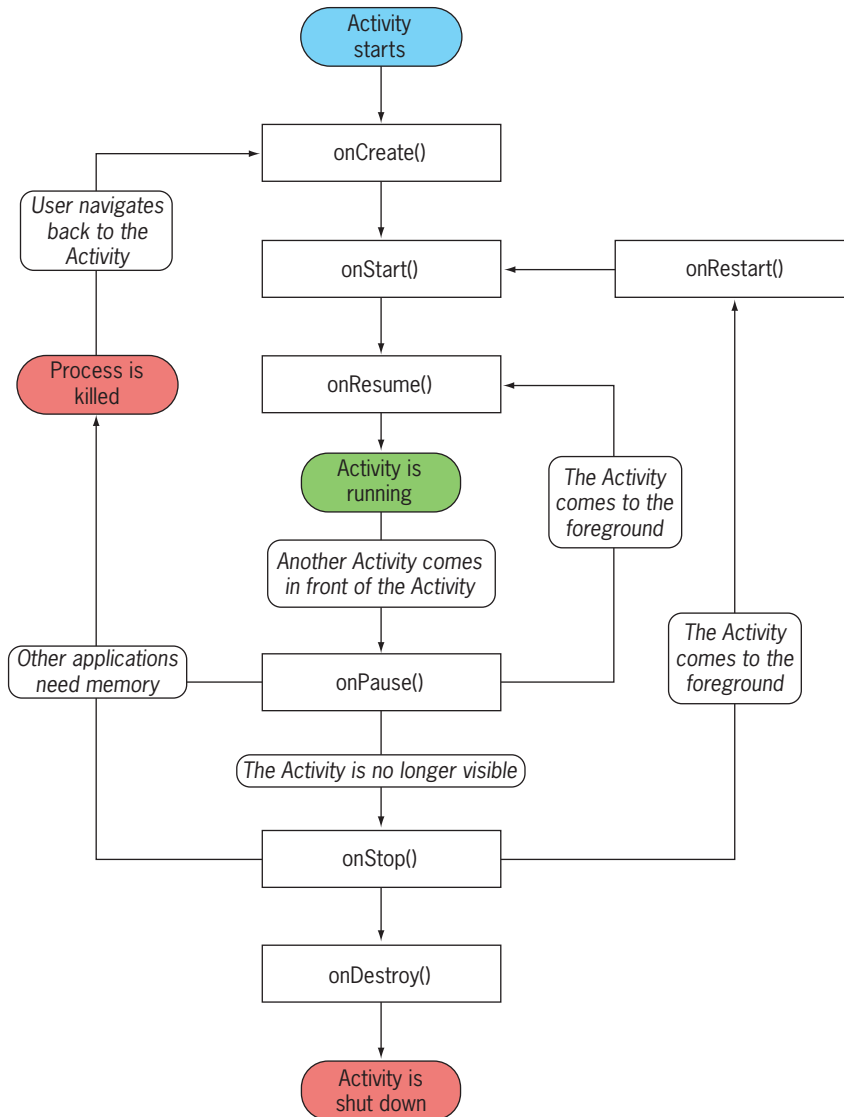 Activity
starts
onCreate()
User navigates
back to the
Activity
onStart()
onRestart()
Process is
killed
onResume()
Activity is
running
The Activity
comes to the
foreground
Another Activity comes
in front of the Activity
The Activity
comes to the
foreground
Other applications
need memory
onPause()
The Activity is no longer visible
onStop()
onDestroy()
Activity is
shut down